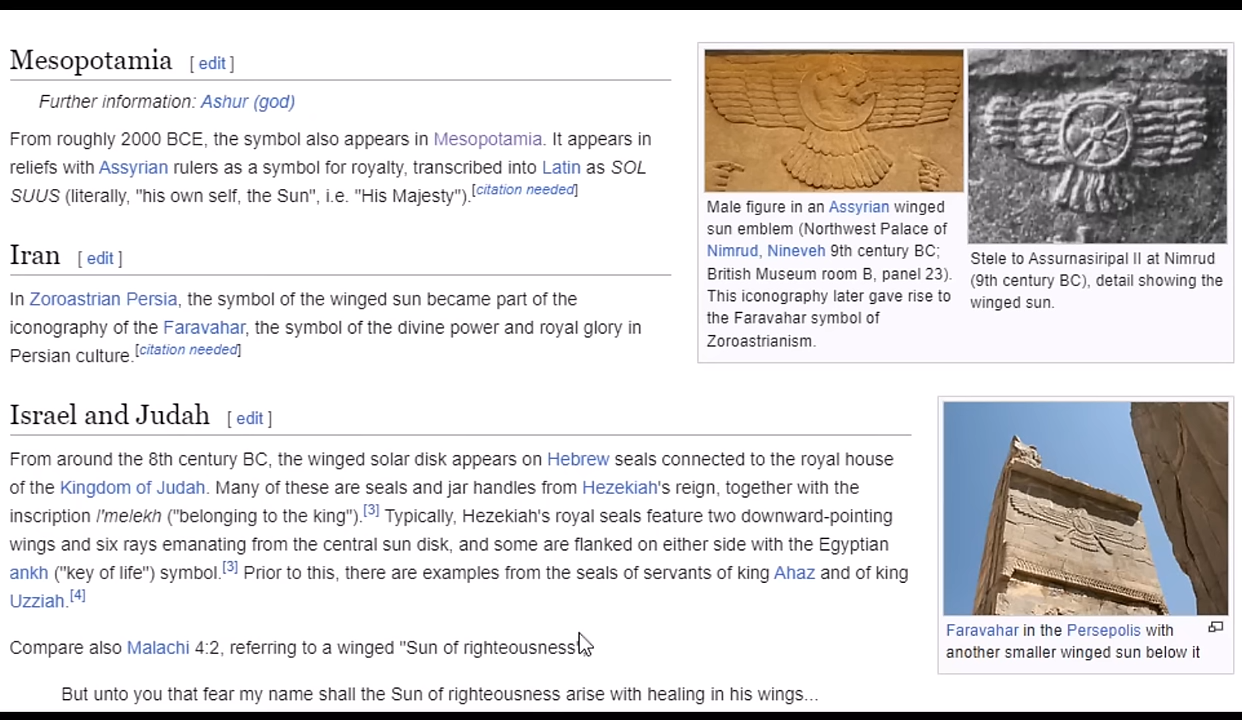 Mesopotamia [ edit ]
Further information: Ashur (god)
From roughly 2000 BCE, the symbol also appears in Mesopotamia. It appears in
reliefs with Assyrian rulers as a symbol for royalty, transcribed into Latin as SOL
SUUS (literally, "his own self, the Sun", i.e. "His Majesty").[citation needed]
Iran [ edit ]
In Zoroastrian Persia, the symbol of the winged sun became part of the
iconography of the Faravahar, the symbol of the divine power and royal glory in
Persian culture.[citation needed]
Male figure in an Assyrian winged
sun emblem (Northwest Palace of
Nimrud, Nineveh 9th century BC;
British Museum room B, panel 23).
This iconography later gave rise to
the Faravahar symbol of
Zoroastrianism.
Stele to Assurnasiripal II at Nimrud
(9th century BC), detail showing the
winged sun.
Israel and Judah [ edit ]
From around the 8th century BC, the winged solar disk appears on Hebrew seals connected to the royal house
of the Kingdom of Judah. Many of these are seals and jar handles from Hezekiah's reign, together with the
inscription l'melekh ("belonging to the king").[3] Typically, Hezekiah's royal seals feature two downward-pointing
wings and six rays emanating from the central sun disk, and some are flanked on either side with the Egyptian
ankh ("key of life") symbol.[3] Prior to this, there are examples from the seals of servants of king Ahaz and of king
Uzziah.[4]
Compare also Malachi 4:2, referring to a winged "Sun of righteousness"
But unto you that fear my name shall the Sun of righteousness arise with healing in his wings...
Faravahar in the Persepolis with
another smaller winged sun below it